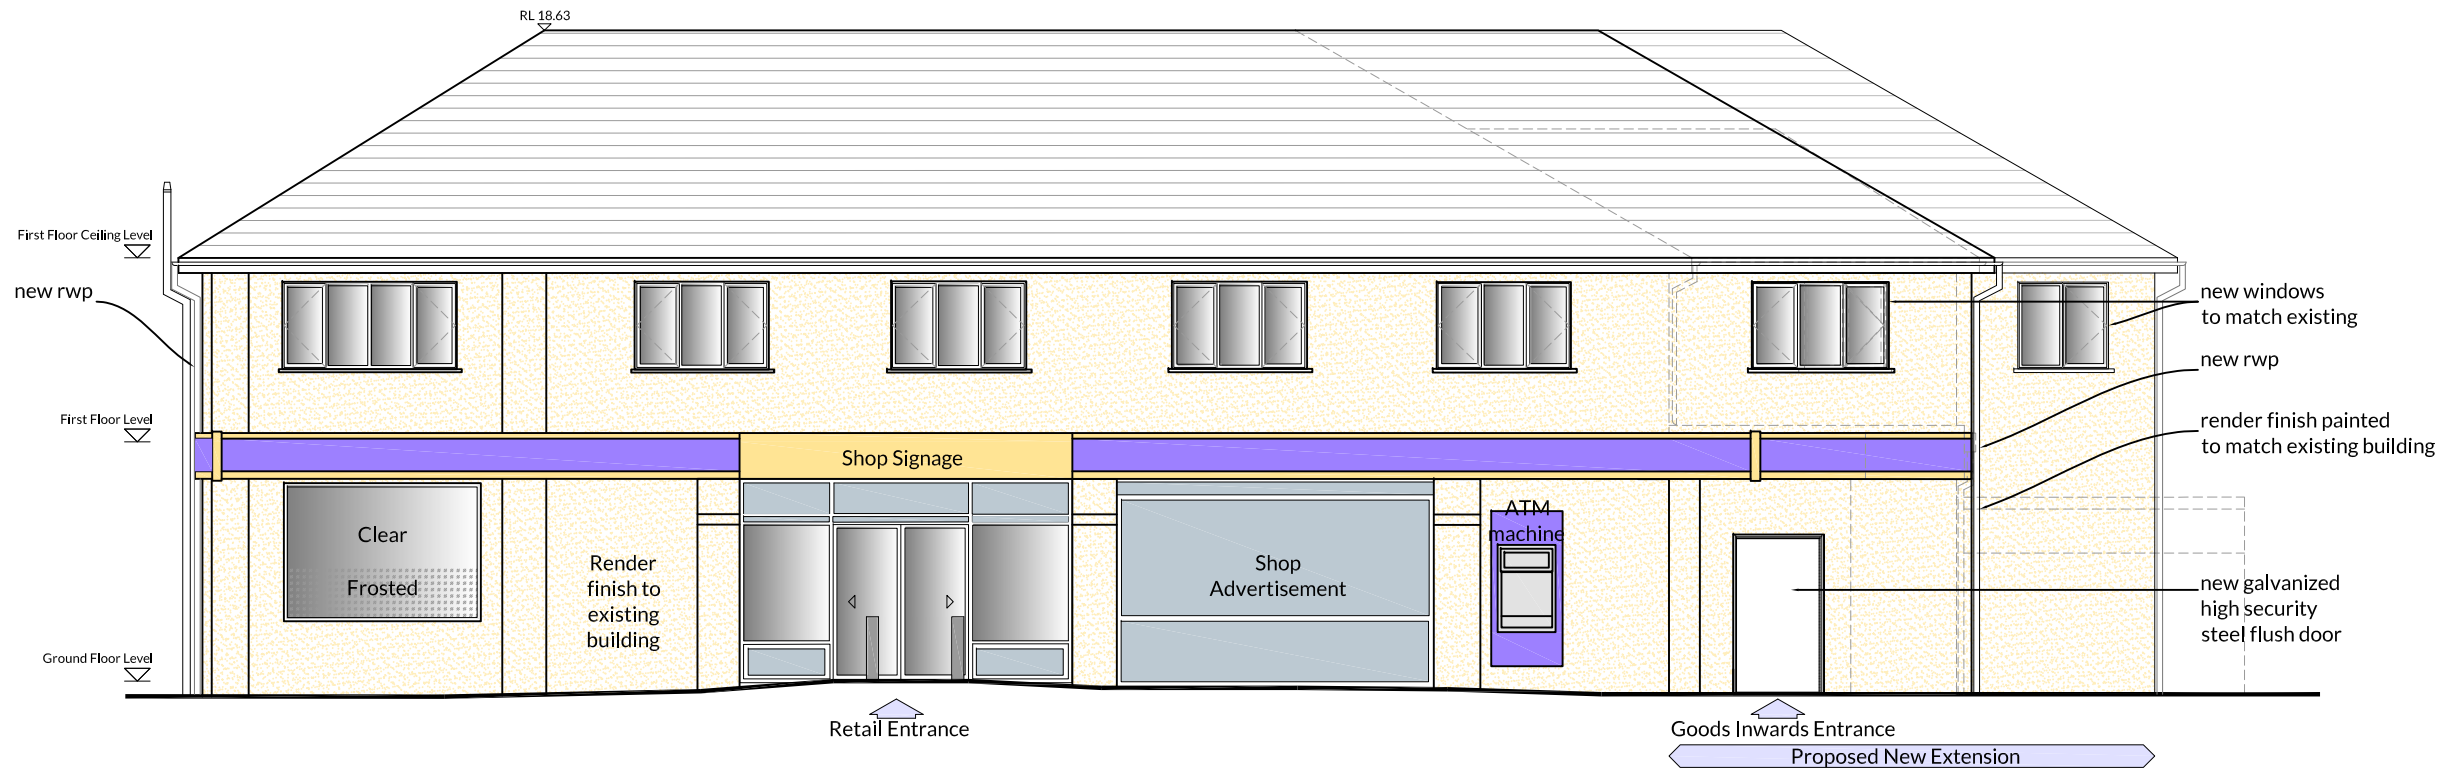 RL 18.63
First Floor Ceiling Level
new rwp
First Floor Level
Ground Floor Level
new windows
to match existing
new rwp
render finish painted
to match existing building
new galvanized
high security
steel flush door
Shop Signage
Clear
Frosted
Render
finish to
existing
building
Shop
Advertisement
ATM
machine
Retail Entrance
Goods Inwards Entrance
Proposed New Extension